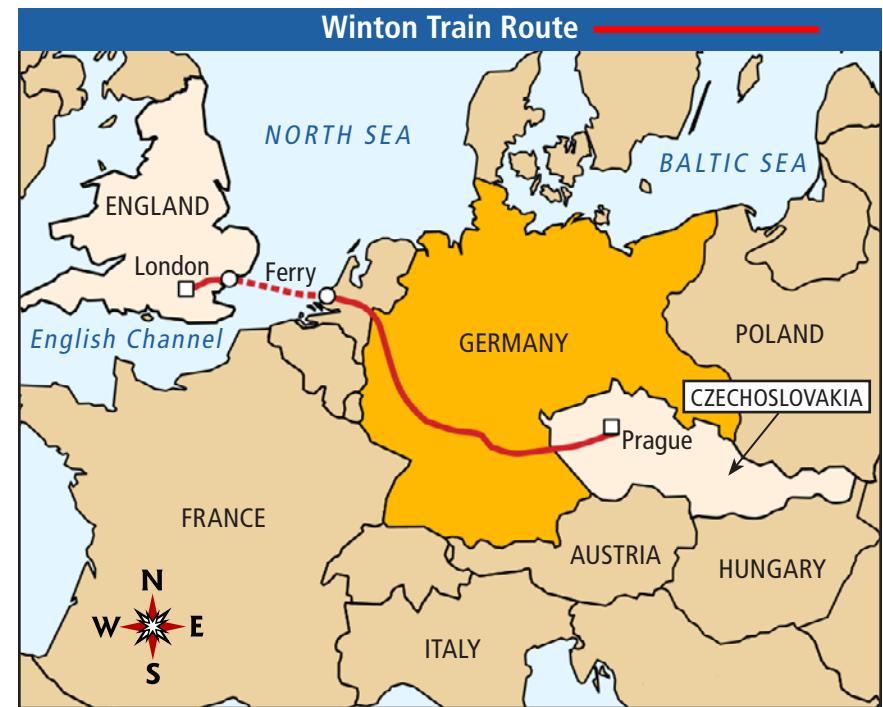 Winton Train Route
NORTH SEA
BALTIC SEA
ENGLAND
London
Ferry
English Channel
GERMANY
POLAND
CZECHOSLOVAKIA
Prague
FRANCE
AUSTRIA
HUNGARY
ITALY
N
W E
S